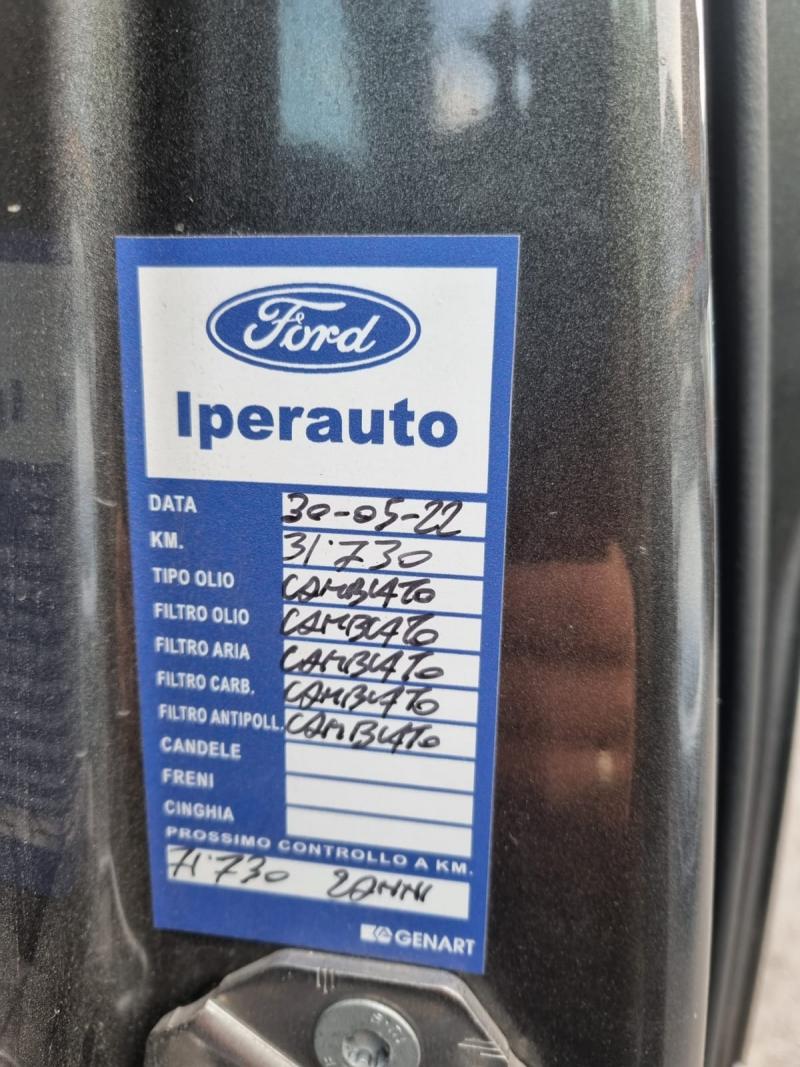 Ford
Iperauto
DATA 30-05-22
KM. 31'730
TIPO OLIO CAMBIATO
FILTRO OLIO CAMBIATO
FILTRO ARIA CAMBIATO
FILTRO CARB. CAMBIATO
FILTRO ANTIPOLL. CAMBIATO
CANDELE
FRENI
CINGHIA
PROSSIMO CONTROLLO A KM.
71'730 2ANNI
GENART